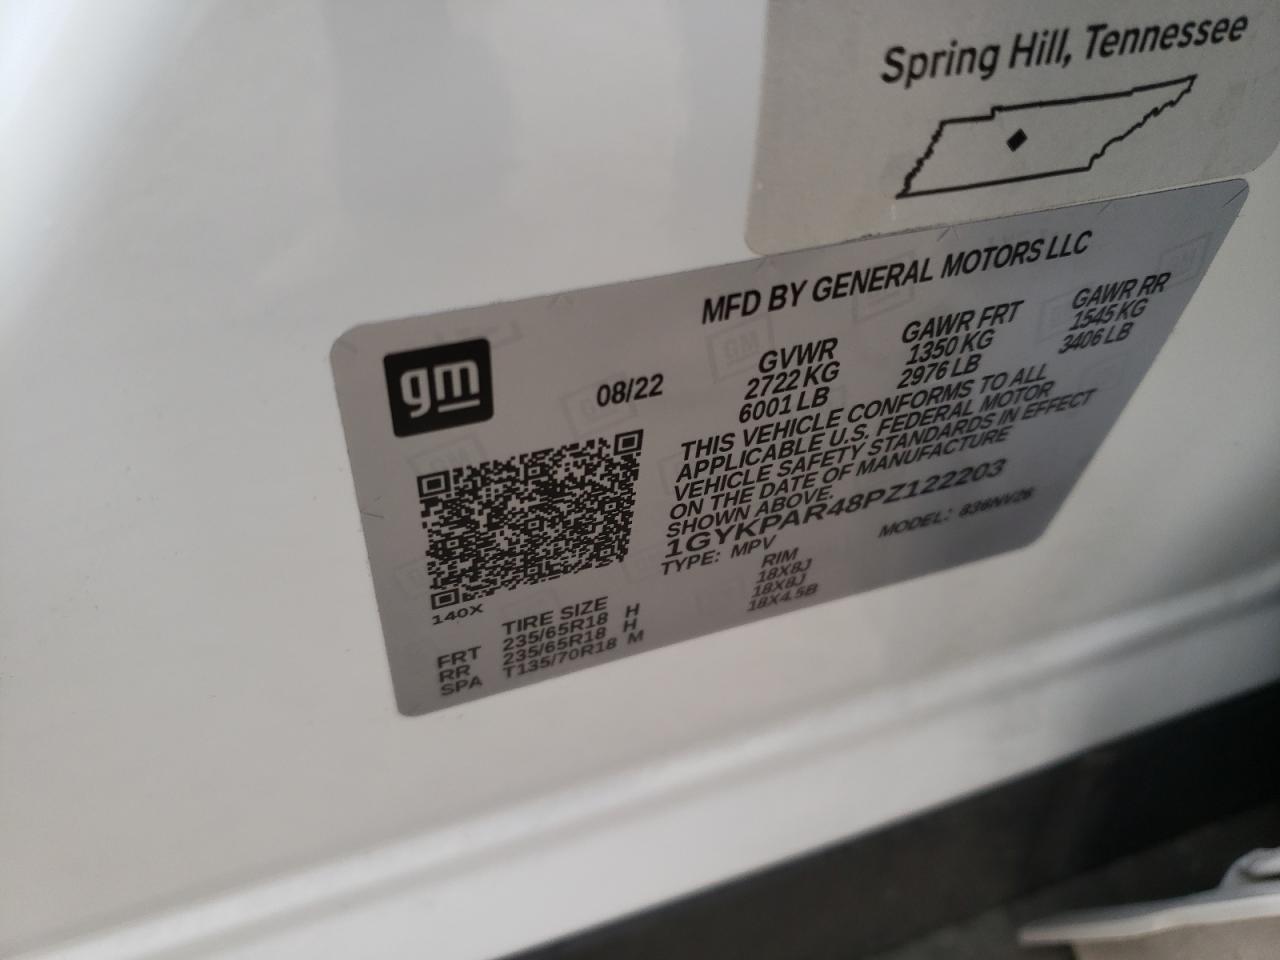 Spring Hill, Tennessee
MFD BY GENERAL MOTORS LLC
gm
08/22
GVWR
2722 KG
6001 LB
GAWR FRT
1350 KG
2976 LB
GAWR RR
1545 KG
3406 LB
THIS VEHICLE CONFORMS TO ALL
APPLICABLE U.S. FEDERAL MOTOR
VEHICLE SAFETY STANDARDS IN EFFECT
ON THE DATE OF MANUFACTURE
SHOWN ABOVE.
1GYKPAR48PZ122203
TYPE: MPV
MODEL: 836NV26
140X
TIRE SIZE RIM
FRT 235/65R18 H 18X8J
RR 235/65R18 H 18X8J
SPA T135/70R18 M 18X4.5B